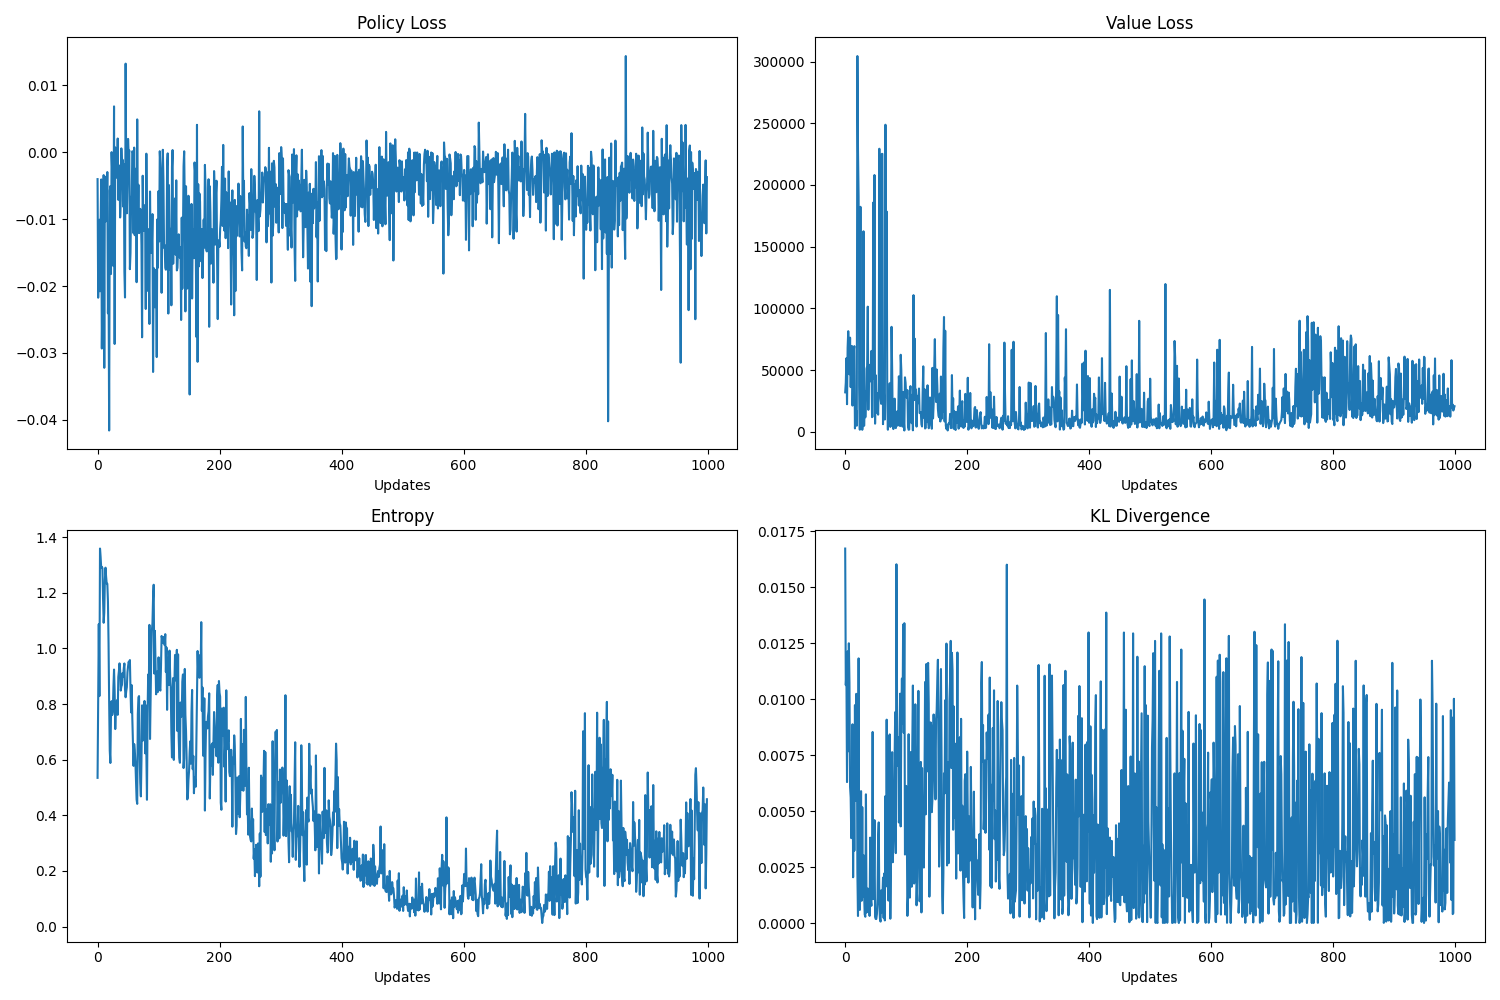 Policy Loss
0.01
0.00
−0.01
−0.02
−0.03
−0.04
0 200 400 600 800 1000
Updates
Value Loss
300000
250000
200000
150000
100000
50000
0
0 200 400 600 800 1000
Updates
Entropy
1.4
1.2
1.0
0.8
0.6
0.4
0.2
0.0
0 200 400 600 800 1000
Updates
KL Divergence
0.0175
0.0150
0.0125
0.0100
0.0075
0.0050
0.0025
0.0000
0 200 400 600 800 1000
Updates